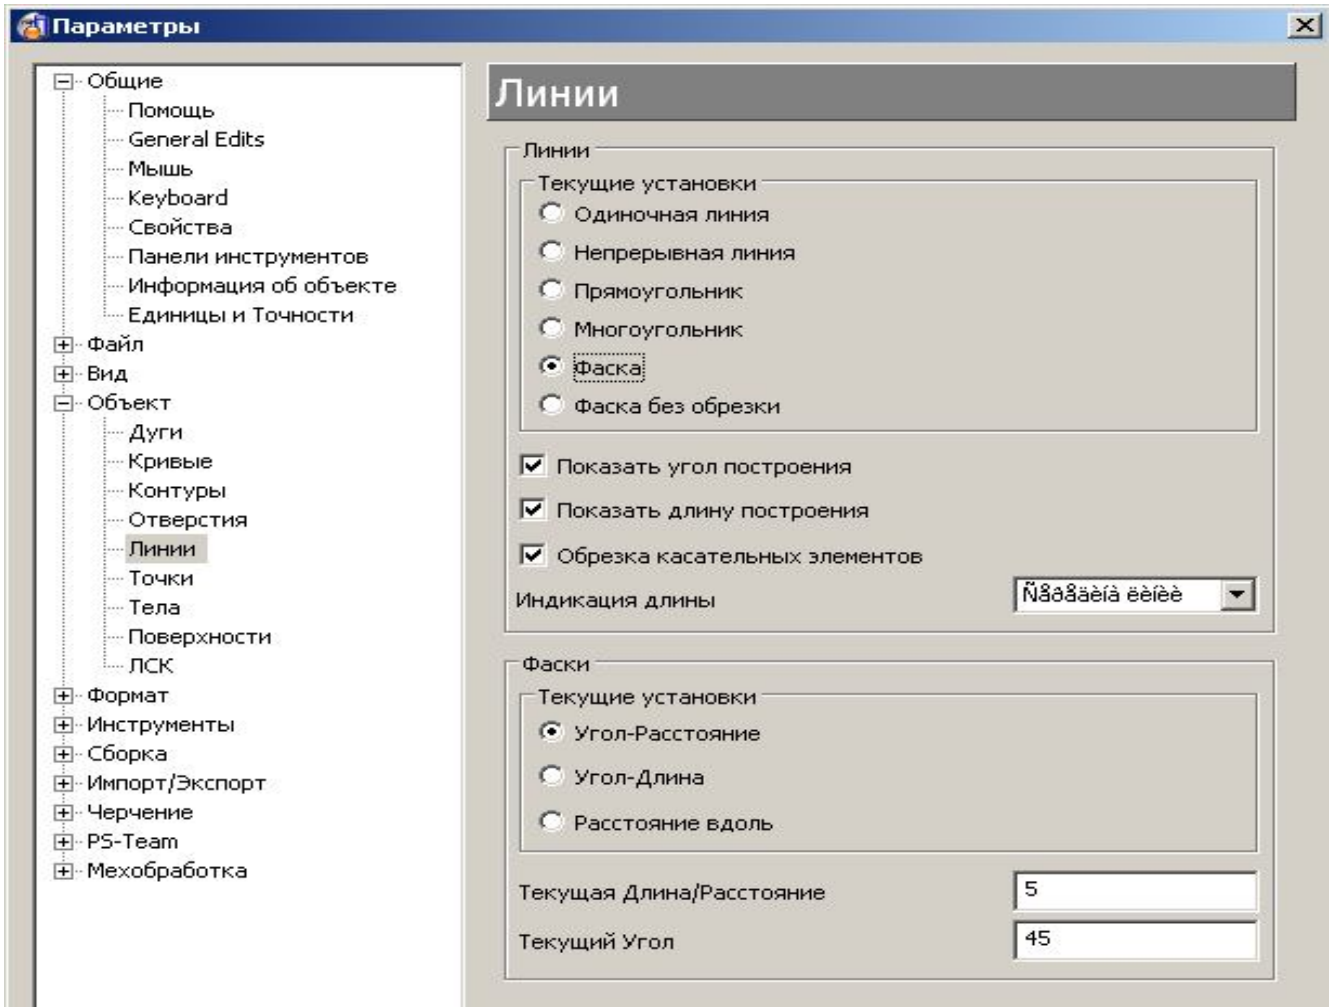 Параметры
Общие
Помощь
General Edits
Мышь
Keyboard
Свойства
Панели инструментов
Информация об объекте
Единицы и Точности
Файл
Вид
Объект
Дуги
Кривые
Контуры
Отверстия
Линии
Точки
Тела
Поверхности
ЛСК
Формат
Инструменты
Сборка
Импорт/Экспорт
Черчение
PS-Team
Мехобработка
Линии
Линии
Текущие установки
Одиночная линия
Непрерывная линия
Прямоугольник
Многоугольник
Фаска
Фаска без обрезки
Показать угол построения
Показать длину построения
Обрезка касательных элементов
Индикация длины Ñåðåäèíà ëèíèè
Фаски
Текущие установки
Угол-Расстояние
Угол-Длина
Расстояние вдоль
Текущая Длина/Расстояние 5
Текущий Угол 45